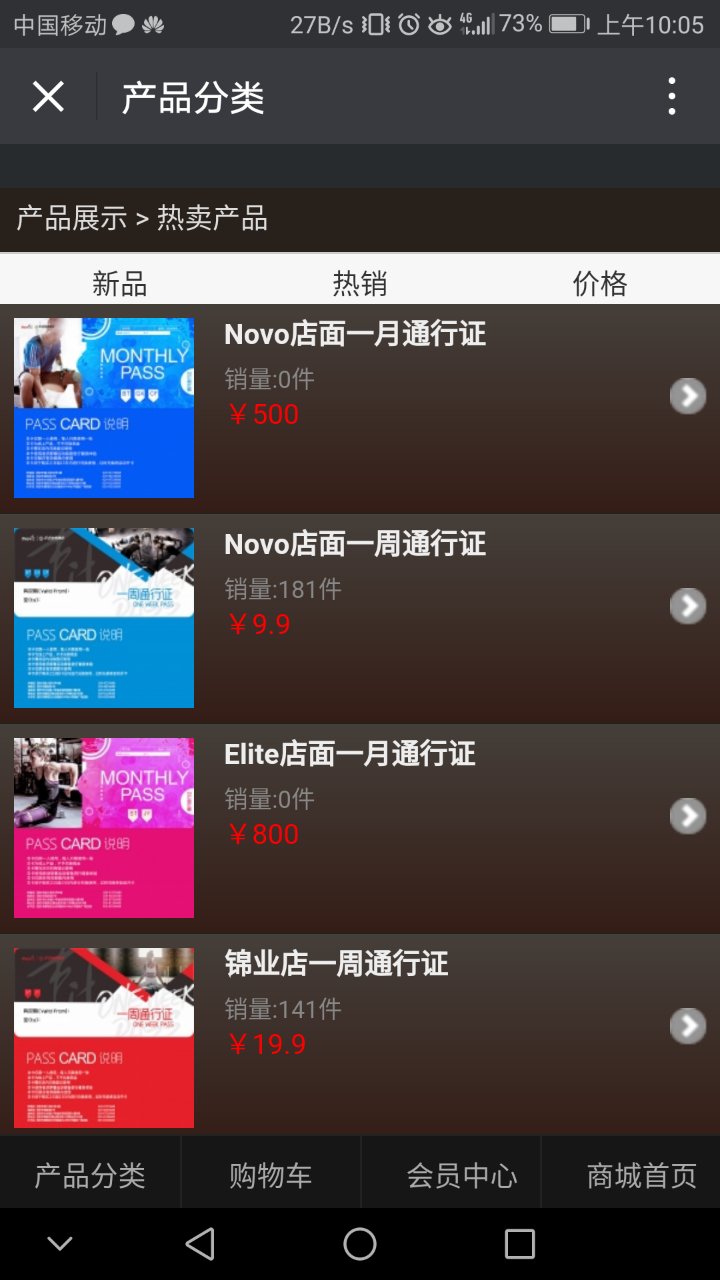 中国移动 27B/s 4G 73% 上午10:05
产品分类
产品展示 > 热卖产品
新品 热销 价格
MONTHLY
PASS
PASS CARD 说明
Novo店面一月通行证
销量:0件
￥500
ONE WEEK
PASS
一周通行证
ONE WEEK PASS
PASS CARD 说明
Novo店面一周通行证
销量:181件
￥9.9
MONTHLY
PASS
PASS CARD 说明
Elite店面一月通行证
销量:0件
￥800
ONE WEEK
PASS
一周通行证
ONE WEEK PASS
PASS CARD 说明
锦业店一周通行证
销量:141件
￥19.9
产品分类 购物车 会员中心 商城首页